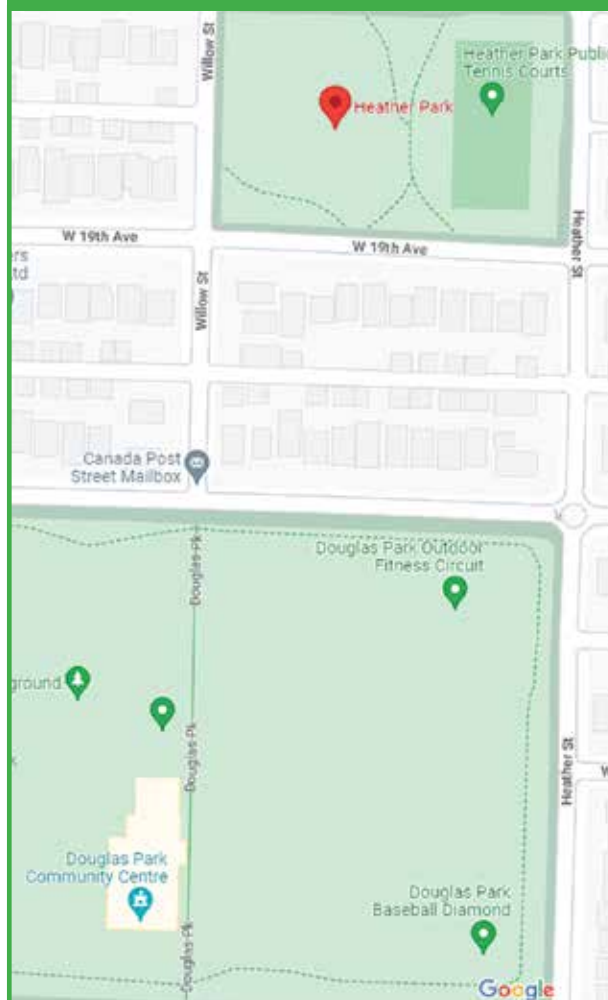 Willow St
Heather Park Public
Tennis Courts
Heather Park
W 19th Ave
W 19th Ave
Heather St
ers
td
Willow St
Canada Post
Street Mailbox
Douglas Park Outdoor
Fitness Circuit
Douglas Pk
ground
Douglas Pk
Heather St
W
k
Douglas Park
Community Centre
Douglas Park
Baseball Diamond
Douglas Pk
Google